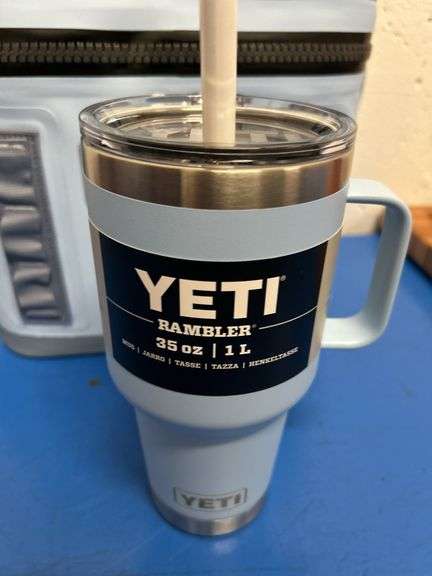 YETI®
RAMBLER®
35 oz | 1 L
MUG | JARRO | TASSE | TAZZA | HENKELTASSE
YETI